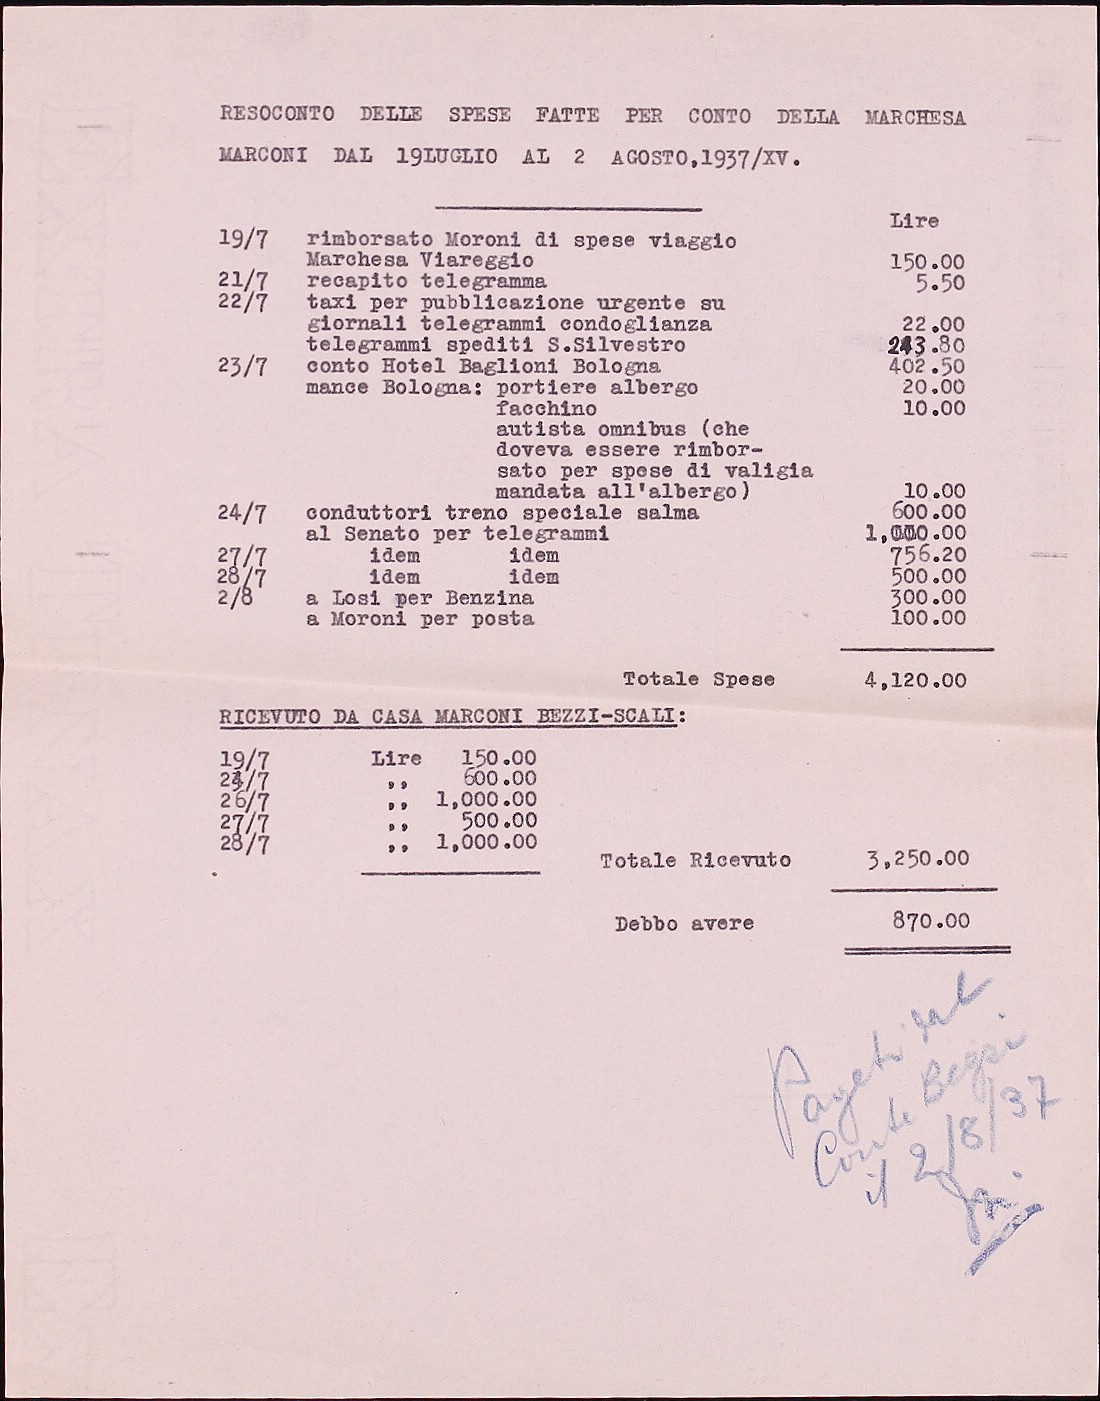 RESOCONTO DELLE SPESE FATTE PER CONTO DELLA MARCHESA
MARCONI DAL 19LUGLIO AL 2 AGOSTO,1937/XV.
Lire
19/7 rimborsato Moroni di spese viaggio
Marchesa Viareggio 150.00
21/7 recapito telegramma 5.50
22/7 taxi per pubblicazione urgente su
giornali telegrammi condoglianza 22.00
telegrammi spediti S.Silvestro 243.80
23/7 conto Hotel Baglioni Bologna 402.50
mance Bologna: portiere albergo 20.00
facchino 10.00
autista omnibus (che
doveva essere rimbor-
sato per spese di valigia
mandata all'albergo) 10.00
24/7 conduttori treno speciale salma 600.00
al Senato per telegrammi 1,000.00
27/7 idem idem 756.20
28/7 idem idem 500.00
2/8 a Losi per Benzina 300.00
a Moroni per posta 100.00
Totale Spese 4,120.00
RICEVUTO DA CASA MARCONI BEZZI-SCALI:
19/7 Lire 150.00
24/7 ,, 600.00
26/7 ,, 1,000.00
27/7 ,, 500.00
28/7 ,, 1,000.00
Totale Ricevuto 3,250.00
Debbo avere 870.00
Pagato dal
Conte Bezzi
il 2/8/37